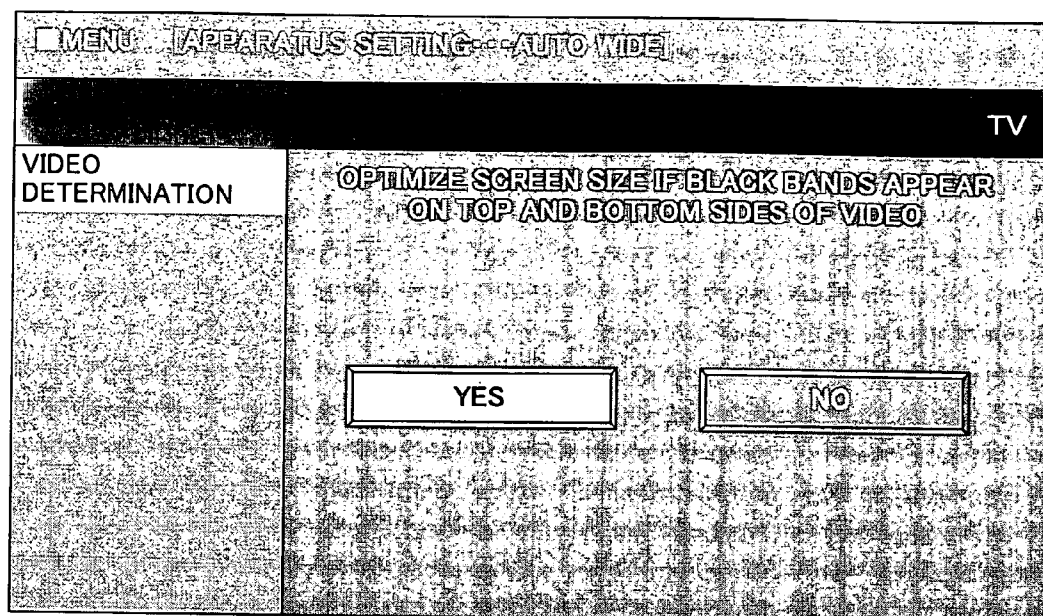 □MENU [APPARATUS SETTING・・・AUTO WIDE]
TV
VIDEO
DETERMINATION
OPTIMIZE SCREEN SIZE IF BLACK BANDS APPEAR
ON TOP AND BOTTOM SIDES OF VIDEO
YES
NO